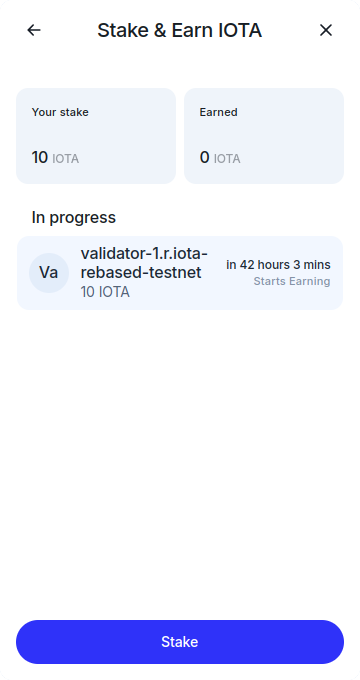 Stake & Earn IOTA
Your stake
10 IOTA
Earned
0 IOTA
In progress
Va
validator-1.r.iota-
rebased-testnet
10 IOTA
in 42 hours 3 mins
Starts Earning
Stake